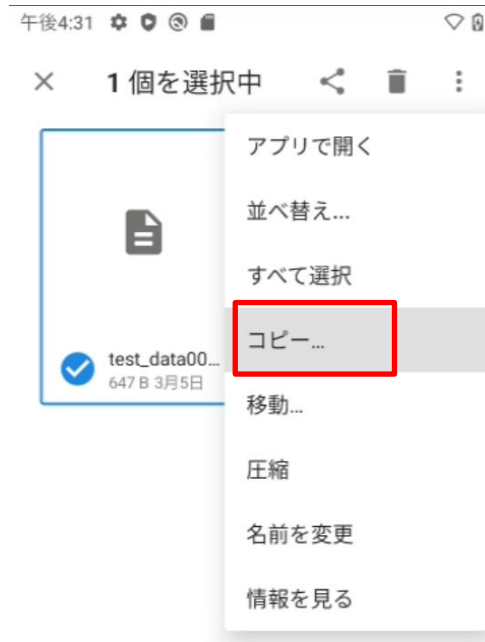 午後4:31
1 個を選択中
アプリで開く
並べ替え...
すべて選択
コピー...
test_data00...
647 B 3月5日
移動...
圧縮
名前を変更
情報を見る